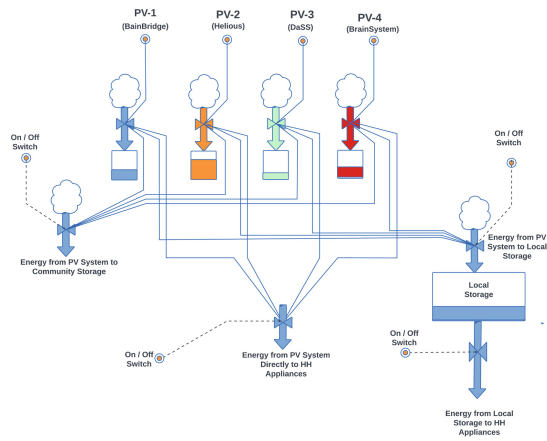 PV-1
(BainBridge)
PV-2
(Helious)
PV-3
(DaSS)
PV-4
(BrainSystem)
On / Off
Switch
On / Off
Switch
Energy from PV System to
Community Storage
Energy from PV
System to Local
Storage
Local
Storage
On / Off
Switch
Energy from PV System
Directly to HH
Appliances
On / Off
Switch
Energy from Local
Storage to HH
Appliances